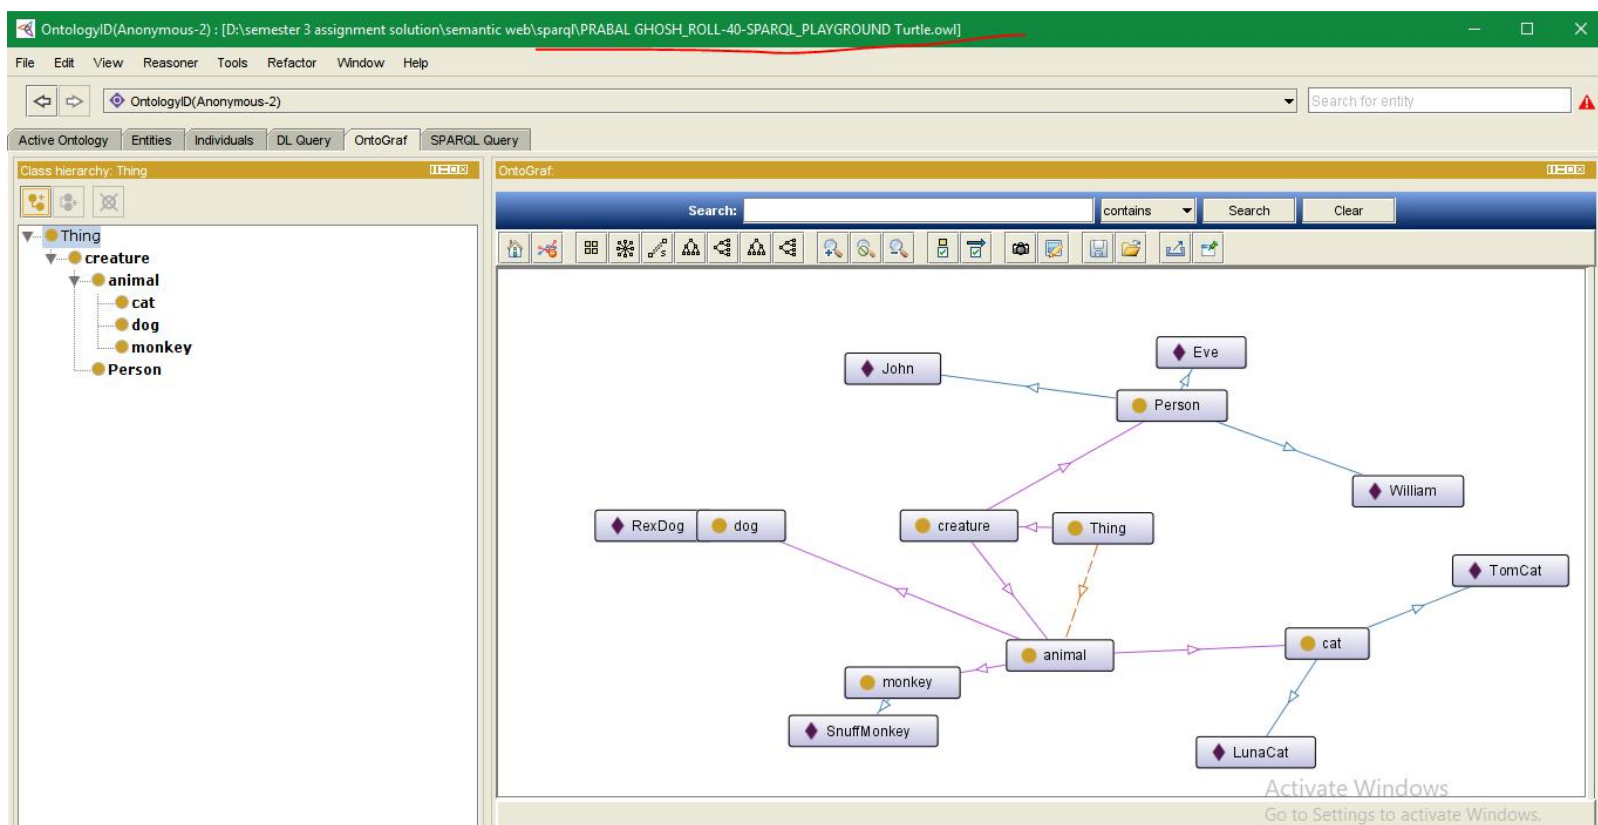 OntologyID(Anonymous-2) : [D:\semester 3 assignment solution\semantic web\sparql\PRABAL GHOSH_ROLL-40-SPARQL_PLAYGROUND Turtle.owl]
File Edit View Reasoner Tools Refactor Window Help
OntologyID(Anonymous-2) Search for entity
Active Ontology Entities Individuals DL Query OntoGraf SPARQL Query
Class hierarchy: Thing
Thing
creature
animal
cat
dog
monkey
Person
OntoGraf:
Search: contains Search Clear
Eve
John
Person
William
RexDog dog creature Thing
TomCat
cat
animal
monkey
SnuffMonkey
LunaCat
Activate Windows
Go to Settings to activate Windows.